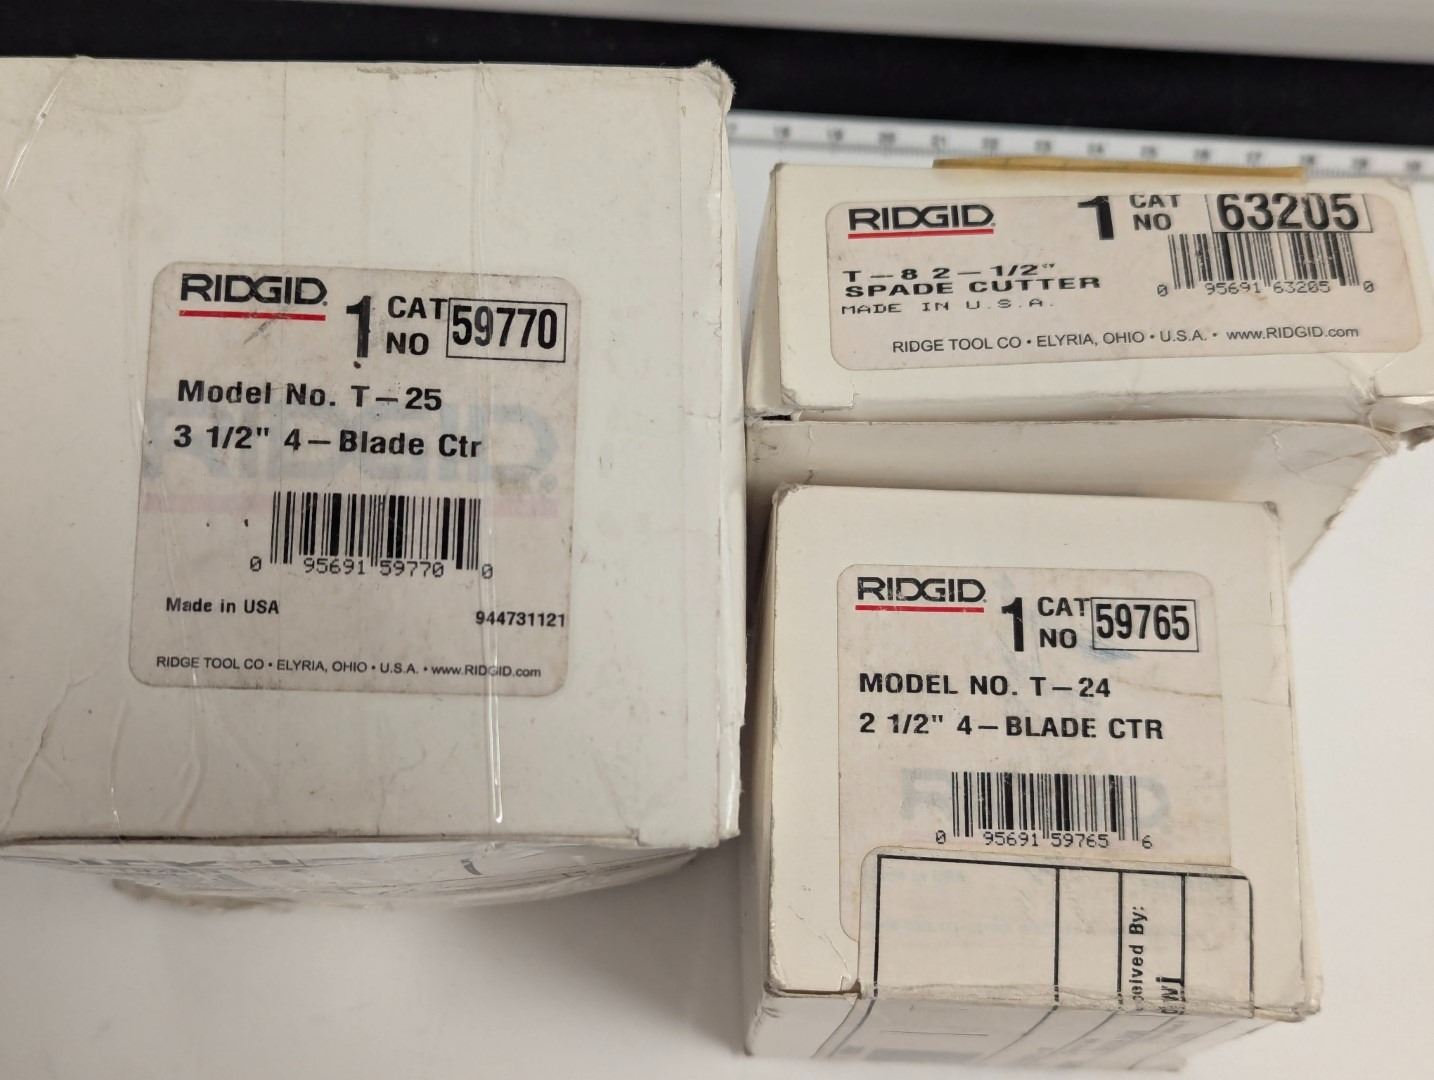 RIDGID
1 CAT NO 59770
Model No. T-25
3 1/2" 4-Blade Ctr
0 95691 59770 0
Made in USA 944731121
RIDGE TOOL CO • ELYRIA, OHIO • U.S.A. • www.RIDGID.com
RIDGID
1 CAT NO 63205
T-8 2-1/2"
SPADE CUTTER
MADE IN U.S.A.
0 95691 63205 0
RIDGE TOOL CO • ELYRIA, OHIO • U.S.A. • www.RIDGID.com
RIDGID
1 CAT NO 59765
MODEL NO. T-24
2 1/2" 4-BLADE CTR
0 95691 59765 6
ceived By: